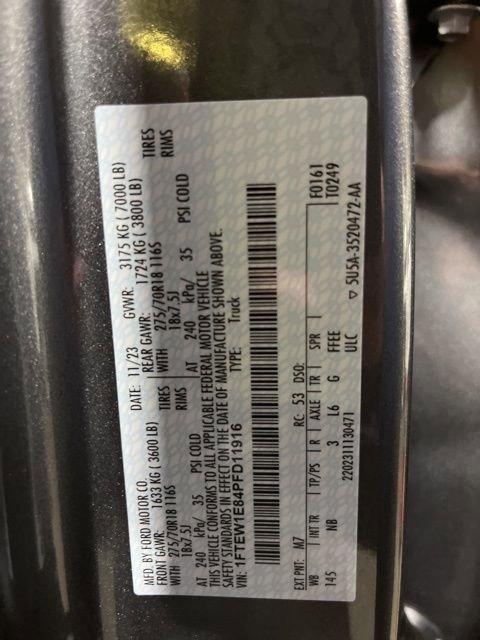 MFD. BY FORD MOTOR CO.
DATE: 11/23 GVWR: 3175 KG ( 7000 LB)
FRONT GAWR: 1633 KG (3600 LB) REAR GAWR: 1724 KG ( 3800 LB)
WITH 275/70R18 116S TIRES WITH 275/70R18 116S TIRES
18x7.5J RIMS 18x7.5J RIMS
AT 240 kPa/ 35 PSI COLD AT 240 kPa/ 35 PSI COLD
THIS VEHICLE CONFORMS TO ALL APPLICABLE FEDERAL MOTOR VEHICLE
SAFETY STANDARDS IN EFFECT ON THE DATE OF MANUFACTURE SHOWN ABOVE.
VIN: 1FTEW1EB4PFD11916 TYPE: Truck
EXT PNT: M7 RC: 53 DSO: F0161
WB INT TR TP/PS R AXLE TR SPR T0249
145 NB 3 L6 G FFEE
2202311130471 ULC ▽ 5U5A-3520472-AA